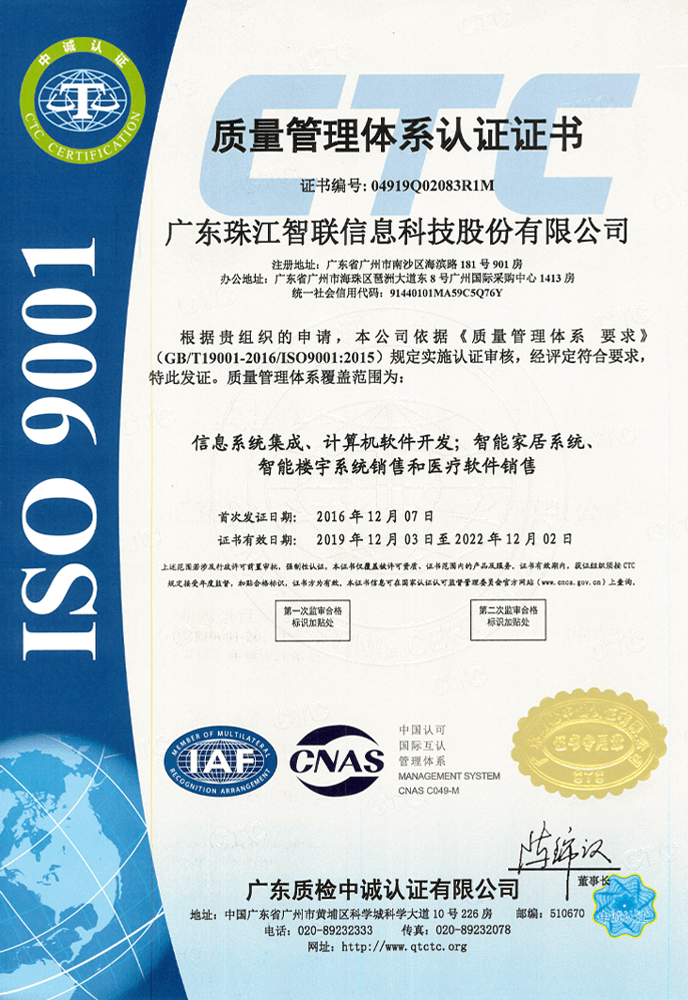 中诚认证
CTC CERTIFICATION
ISO 9001
CTC
质量管理体系认证证书
证书编号: 04919Q02083R1M
广东珠江智联信息科技股份有限公司
注册地址：广东省广州市南沙区海滨路 181 号 901 房
办公地址：广东省广州市海珠区琶洲大道东 8 号广州国际采购中心 1413 房
统一社会信用代码：91440101MA59C5Q76Y
根据贵组织的申请，本公司依据《质量管理体系 要求》
（GB/T19001-2016/ISO9001:2015）规定实施认证审核，经评定符合要求，
特此发证。质量管理体系覆盖范围为：
信息系统集成、计算机软件开发；智能家居系统、
智能楼宇系统销售和医疗软件销售
首次发证日期： 2016 年 12 月 07 日
证书有效日期： 2019 年 12 月 03 日至 2022 年 12 月 02 日
上述范围若涉及行政许可前置审批，强制性认证，本证书仅覆盖被许可资质、证书范围内的产品及服务。证书有效期内，获证组织须按 CTC
规定接受年度监督，加贴合格标识，证书方为有效。本证书信息可在国家认证认可监督管理委员会官方网站（www.cnca.gov.cn）上查询。
第一次监审合格
标识加贴处
第二次监审合格
标识加贴处
MEMBER OF MULTILATERAL
IAF
RECOGNITION ARRANGEMENT
CNAS
中国认可
国际互认
管理体系
MANAGEMENT SYSTEM
CNAS C049-M
证书专用章
CTC
董事长
广东质检中诚认证有限公司
地址：中国广东省广州市黄埔区科学城科学大道 10 号 226 房 邮编：510670
电话：020-89232333 传真：020-89232078
网址：http://www.qtctc.org